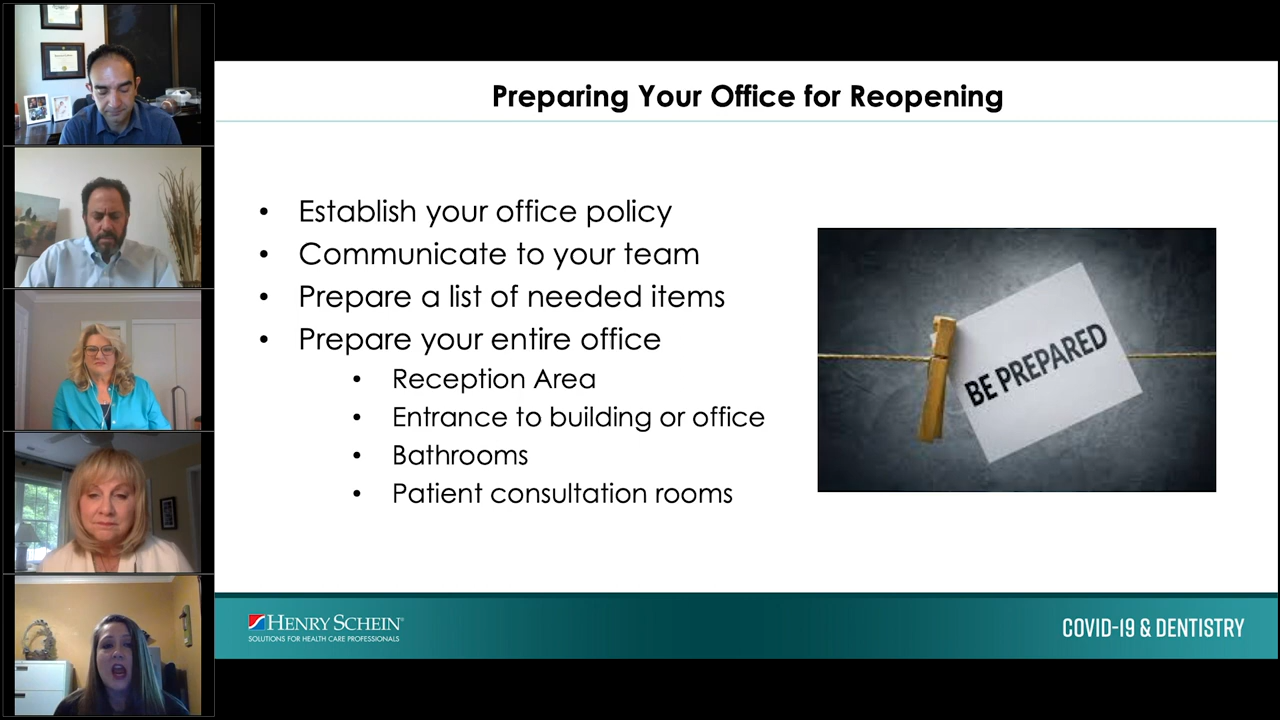 Preparing Your Office for Reopening
• Establish your office policy
• Communicate to your team
• Prepare a list of needed items
• Prepare your entire office
• Reception Area
• Entrance to building or office
• Bathrooms
• Patient consultation rooms
BE PREPARED
HENRY SCHEIN®
SOLUTIONS FOR HEALTH CARE PROFESSIONALS
COVID-19 & DENTISTRY